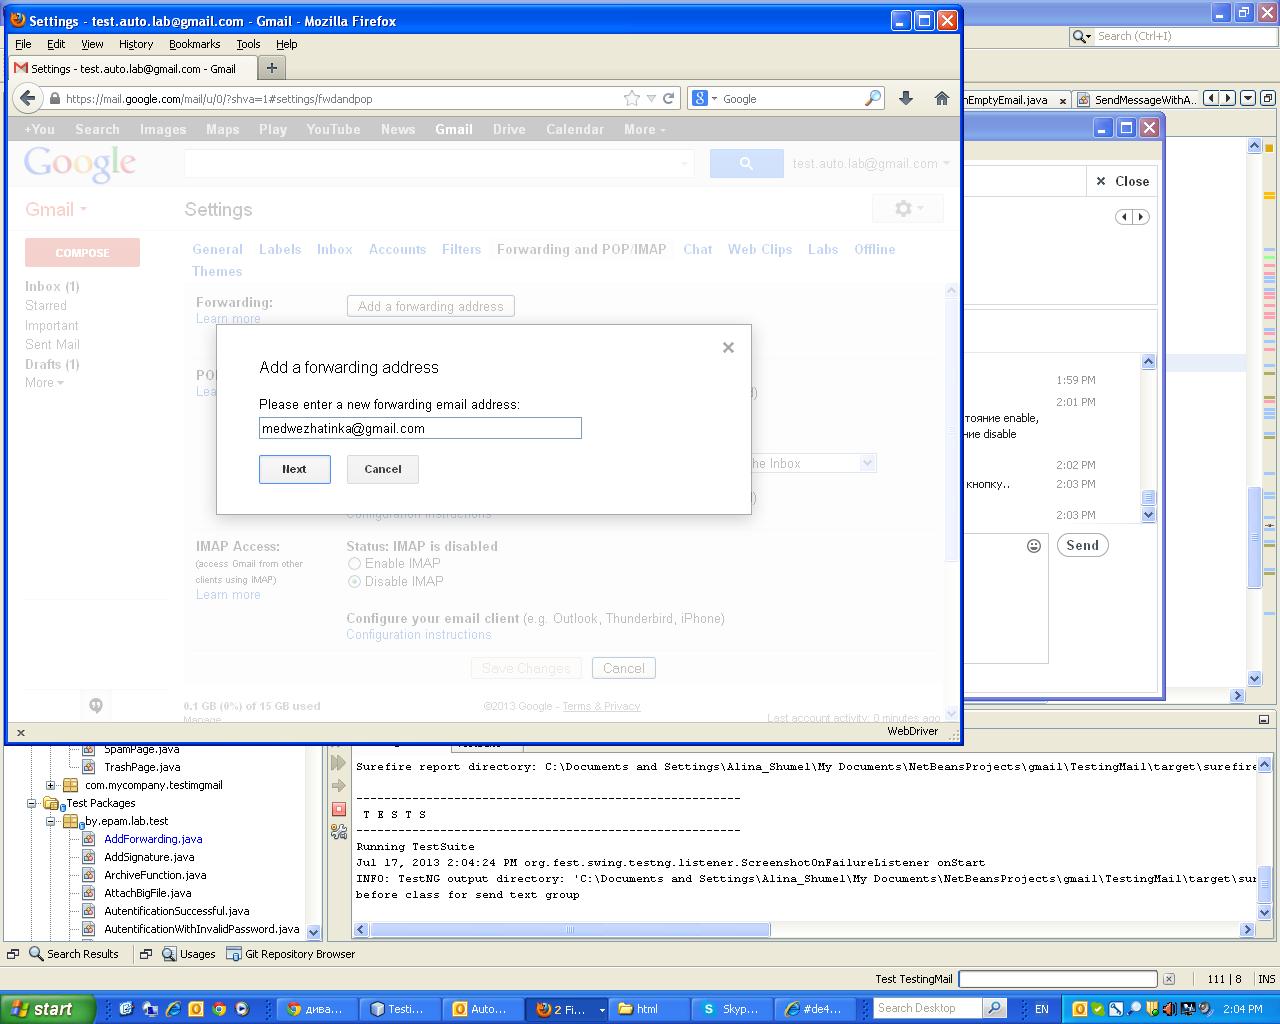 Settings - test.auto.lab@gmail.com - Gmail - Mozilla Firefox
File Edit View History Bookmarks Tools Help
Search (Ctrl+I)
Settings - test.auto.lab@gmail.com - Gmail
https://mail.google.com/mail/u/0/?shva=1#settings/fwdandpop
Google
nEmptyEmail.java
SendMessageWithA..
+You Search Images Maps Play YouTube News Gmail Drive Calendar More
Google
test.auto.lab@gmail.com
Close
Gmail
Settings
COMPOSE
General Labels Inbox Accounts Filters Forwarding and POP/IMAP Chat Web Clips Labs Offline
Themes
Inbox (1)
Starred
Important
Sent Mail
Drafts (1)
More
Forwarding:
Learn more
Add a forwarding address
Add a forwarding address
Please enter a new forwarding email address:
medwezhatinka@gmail.com
Next
Cancel
he Inbox
Configuration instructions
1:59 PM
2:01 PM
тояние enable,
ние disable
2:02 PM
кнопку..
2:03 PM
2:03 PM
Send
IMAP Access:
(access Gmail from other
clients using IMAP)
Learn more
Status: IMAP is disabled
Enable IMAP
Disable IMAP
Configure your email client (e.g. Outlook, Thunderbird, iPhone)
Configuration instructions
Save Changes
Cancel
0.1 GB (0%) of 15 GB used
Manage
©2013 Google - Terms & Privacy
Last account activity: 0 minutes ago
WebDriver
SpamPage.java
TrashPage.java
com.mycompany.testimgmail
Test Packages
by.epam.lab.test
AddForwarding.java
AddSignature.java
ArchiveFunction.java
AttachBigFile.java
AutentificationSuccessful.java
AutentificationWithInvalidPassword.java
Surefire report directory: C:\Documents and Settings\Alina_Shumel\My Documents\NetBeansProjects\gmail\TestingMail\target\surefire
-------------------------------------------------------
T E S T S
-------------------------------------------------------
Running TestSuite
Jul 17, 2013 2:04:24 PM org.fest.swing.testng.listener.ScreenshotOnFailureListener onStart
INFO: TestNG output directory: 'C:\Documents and Settings\Alina_Shumel\My Documents\NetBeansProjects\gmail\TestingMail\target\sur
before class for send text group
Search Results
Usages
Git Repository Browser
Test TestingMail
111 | 8 INS
start
дива...
Testi...
Auto...
2 Fi...
html
Skyp...
#de4...
Search Desktop
EN
2:04 PM